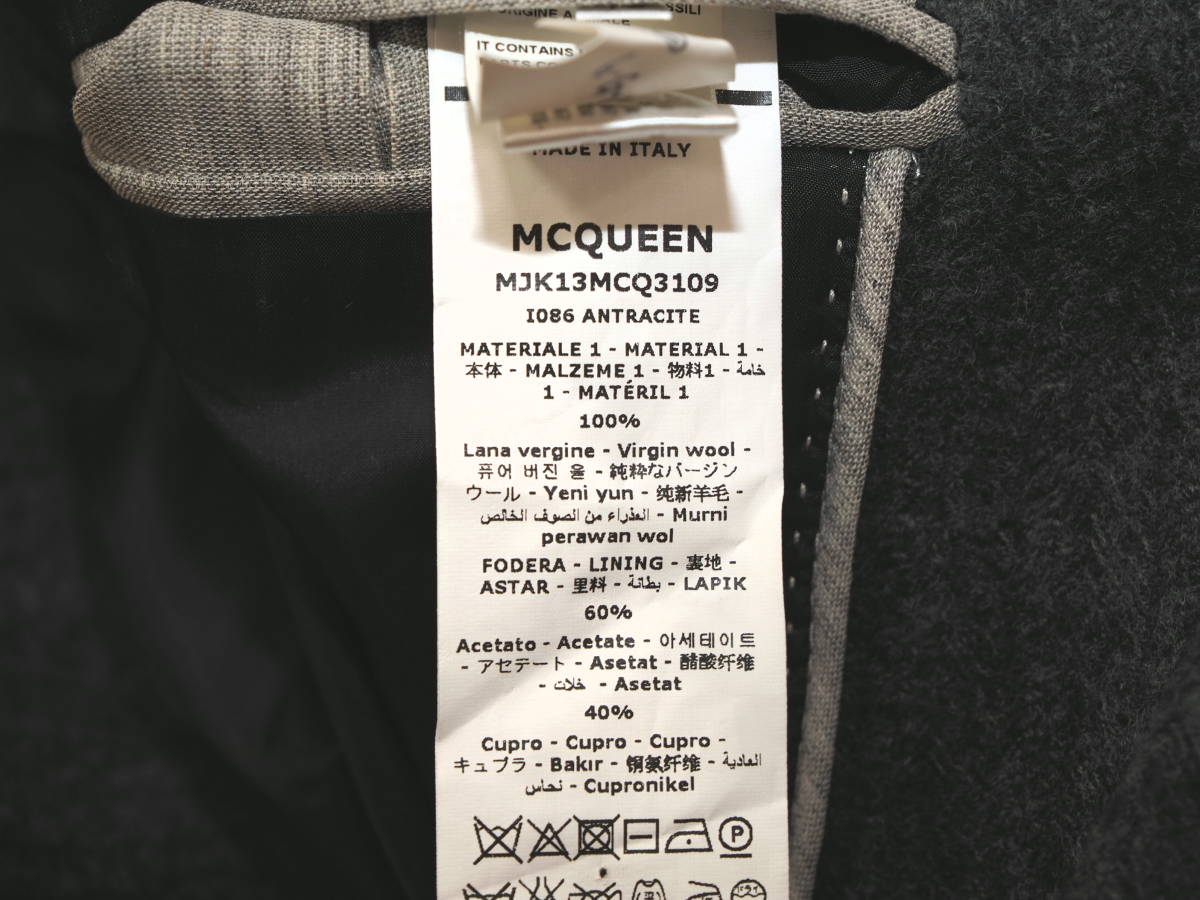 ORIGINE A
IT CONTAINS
MADE IN ITALY
MCQUEEN
MJK13MCQ3109
I086 ANTRACITE
MATERIALE 1 - MATERIAL 1 -
本体 - MALZEME 1 - 物料1 - خامة
1 - MATÉRIL 1
100%
Lana vergine - Virgin wool -
퓨어 버진 울 - 純粋なバージン
ウール - Yeni yun - 纯新羊毛 -
العذراء من الصوف الخالص - Murni
perawan wol
FODERA - LINING - 裏地 -
ASTAR - 里料 - بطانة - LAPIK
60%
Acetato - Acetate - 아세테이트
- アセテート - Asetat - 醋酸纤维
- خلات - Asetat
40%
Cupro - Cupro - Cupro -
キュプラ - Bakır - 铜氨纤维 - العادية
نحاس - Cupronikel
P
ドライ